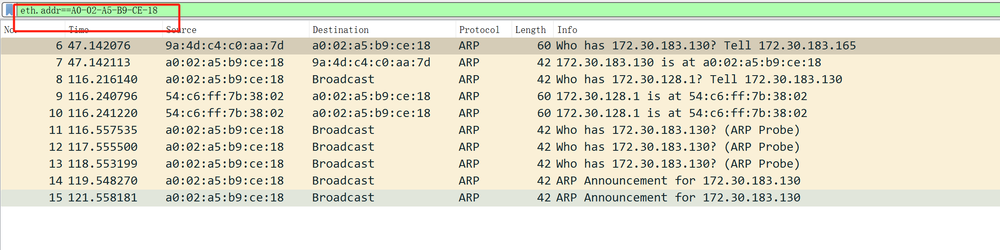 eth.addr==A0-02-A5-B9-CE-18
No. Time Source Destination Protocol Length Info
6 47.142076 9a:4d:c4:c0:aa:7d a0:02:a5:b9:ce:18 ARP 60 Who has 172.30.183.130? Tell 172.30.183.165
7 47.142113 a0:02:a5:b9:ce:18 9a:4d:c4:c0:aa:7d ARP 42 172.30.183.130 is at a0:02:a5:b9:ce:18
8 116.216140 a0:02:a5:b9:ce:18 Broadcast ARP 42 Who has 172.30.128.1? Tell 172.30.183.130
9 116.240796 54:c6:ff:7b:38:02 a0:02:a5:b9:ce:18 ARP 60 172.30.128.1 is at 54:c6:ff:7b:38:02
10 116.241220 54:c6:ff:7b:38:02 a0:02:a5:b9:ce:18 ARP 60 172.30.128.1 is at 54:c6:ff:7b:38:02
11 116.557535 a0:02:a5:b9:ce:18 Broadcast ARP 42 Who has 172.30.183.130? (ARP Probe)
12 117.555500 a0:02:a5:b9:ce:18 Broadcast ARP 42 Who has 172.30.183.130? (ARP Probe)
13 118.553199 a0:02:a5:b9:ce:18 Broadcast ARP 42 Who has 172.30.183.130? (ARP Probe)
14 119.548270 a0:02:a5:b9:ce:18 Broadcast ARP 42 ARP Announcement for 172.30.183.130
15 121.558181 a0:02:a5:b9:ce:18 Broadcast ARP 42 ARP Announcement for 172.30.183.130